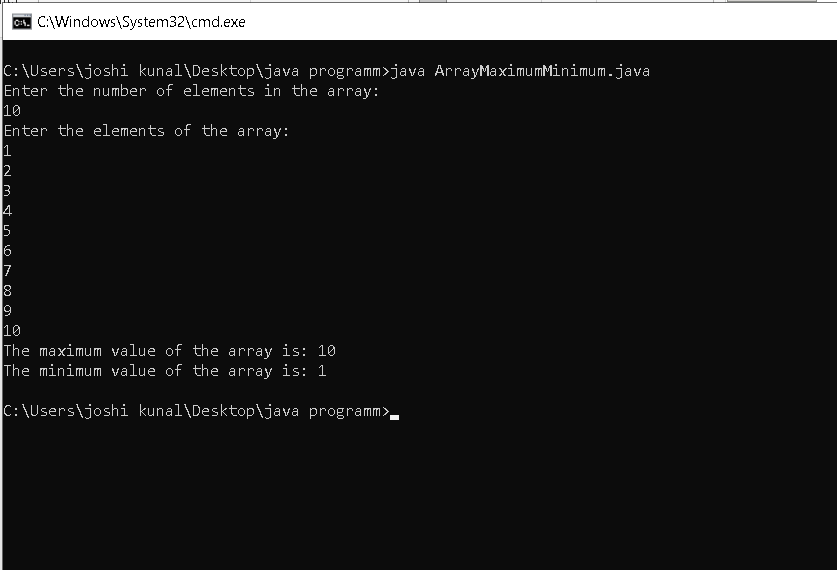 C:\Windows\System32\cmd.exe
C:\Users\joshi kunal\Desktop\java programm>java ArrayMaximumMinimum.java
Enter the number of elements in the array:
10
Enter the elements of the array:
1
2
3
4
5
6
7
8
9
10
The maximum value of the array is: 10
The minimum value of the array is: 1
C:\Users\joshi kunal\Desktop\java programm>